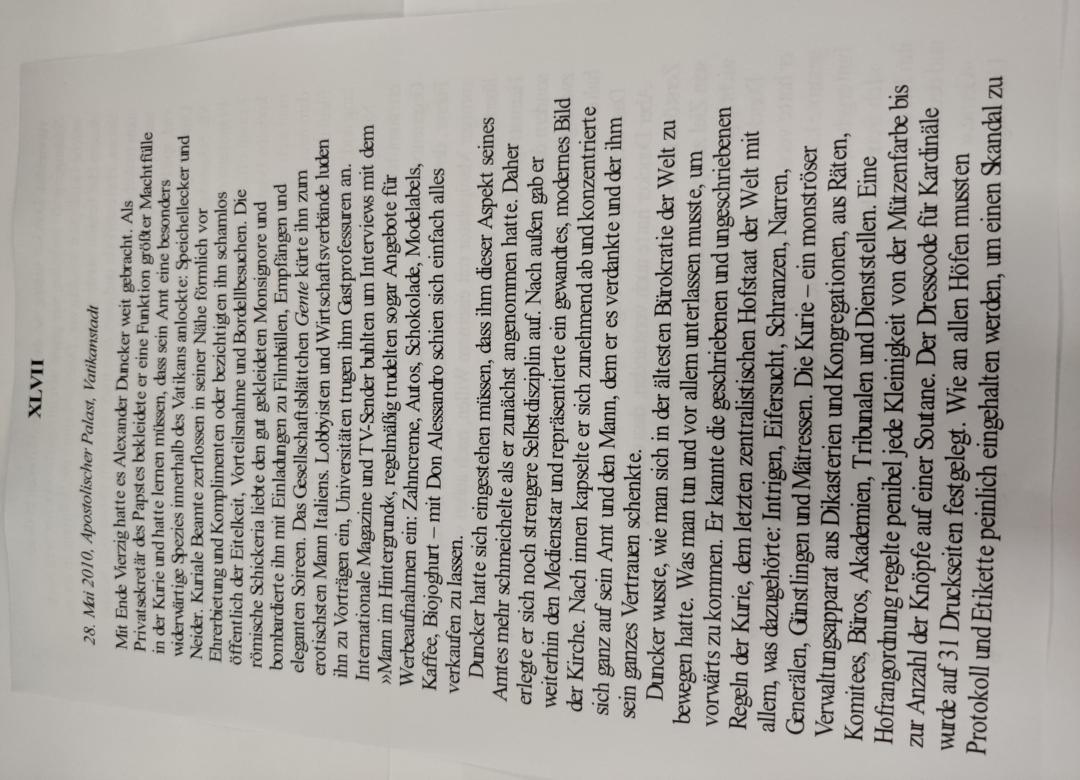 XLVII
28. Mai 2010, Apostolischer Palast, Vatikanstadt
Mit Ende Vierzig hatte es Alexander Duncker weit gebracht. Als
Privatsekretär des Papstes bekleidete er eine Funktion größter Machtfülle
in der Kurie und hatte lernen müssen, dass sein Amt eine besonders
widerwärtige Spezies innerhalb des Vatikans anlockte: Speichellecker und
Neider. Kuriale Beamte zerflossen in seiner Nähe förmlich vor
Ehrerbietung und Komplimenten oder bezichtigten ihn schamlos
öffentlich der Eitelkeit, Vorteilsnahme und Bordellbesuchen. Die
römische Schickeria liebte den gut gekleideten Monsignore und
bombardierte ihn mit Einladungen zu Filmbällen, Empfängen und
eleganten Soireen. Das Gesellschaftsblättchen Gente kürte ihn zum
erotischsten Mann Italiens. Lobbyisten und Wirtschaftsverbände luden
ihn zu Vorträgen ein, Universitäten trugen ihm Gastprofessuren an.
Internationale Magazine und TV-Sender buhlten um Interviews mit dem
»Mann im Hintergrund«, regelmäßig trudelten sogar Angebote für
Werbeaufnahmen ein: Zahncreme, Autos, Schokolade, Modelabels,
Kaffee, Biojoghurt – mit Don Alessandro schien sich einfach alles
verkaufen zu lassen.
Duncker hatte sich eingestehen müssen, dass ihm dieser Aspekt seines
Amtes mehr schmeichelte als er zunächst angenommen hatte. Daher
erlegte er sich noch strengere Selbstdisziplin auf. Nach außen gab er
weiterhin den Medienstar und repräsentierte ein gewandtes, modernes Bild
der Kirche. Nach innen kapselte er sich zunehmend ab und konzentrierte
sich ganz auf sein Amt und den Mann, dem er es verdankte und der ihm
sein ganzes Vertrauen schenkte.
Duncker wusste, wie man sich in der ältesten Bürokratie der Welt zu
bewegen hatte. Was man tun und vor allem unterlassen musste, um
vorwärts zu kommen. Er kannte die geschriebenen und ungeschriebenen
Regeln der Kurie, dem letzten zentralistischen Hofstaat der Welt mit
allem, was dazugehörte: Intrigen, Eifersucht, Schranzen, Narren,
Generälen, Günstlingen und Mätressen. Die Kurie – ein monströser
Verwaltungsapparat aus Dikasterien und Kongregationen, aus Räten,
Komitees, Büros, Akademien, Tribunalen und Dienststellen. Eine
Hofrangordnung regelte penibel jede Kleinigkeit von der Mützenfarbe bis
zur Anzahl der Knöpfe auf einer Soutane. Der Dresscode für Kardinäle
wurde auf 31 Druckseiten festgelegt. Wie an allen Höfen mussten
Protokoll und Etikette peinlich eingehalten werden, um einen Skandal zu